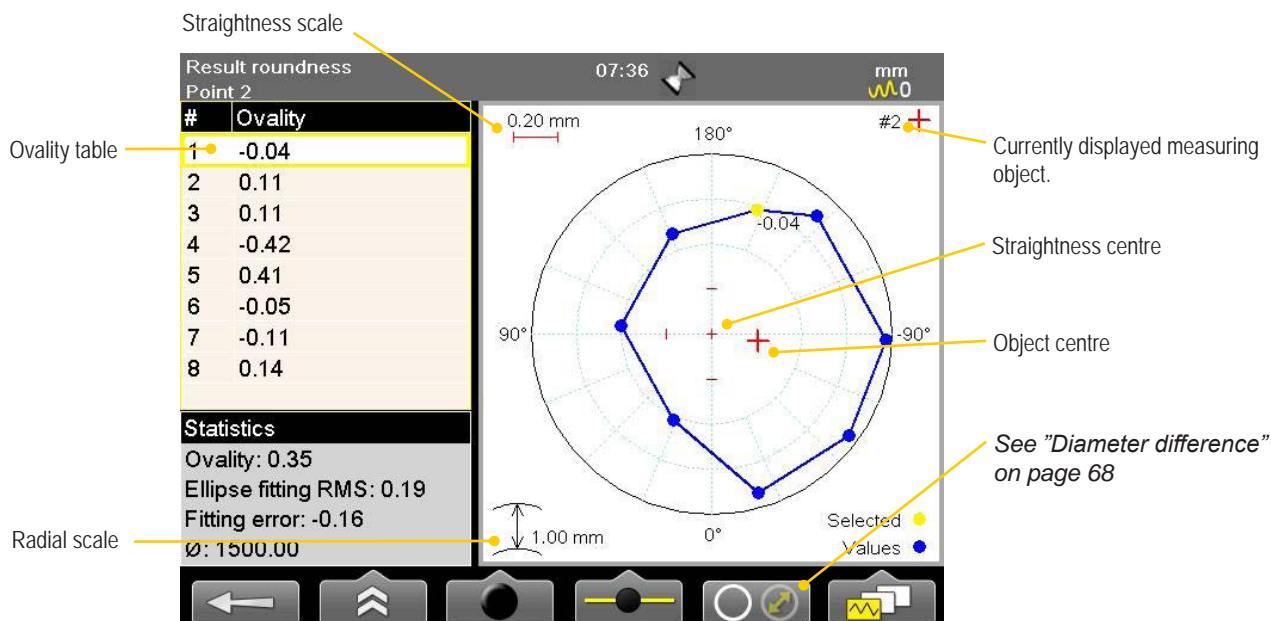 Straightness scale
Result roundness
Point 2
07:36
mm
0
# Ovality
1 -0.04
2 0.11
3 0.11
4 -0.42
5 0.41
6 -0.05
7 -0.11
8 0.14
Statistics
Ovality: 0.35
Ellipse fitting RMS: 0.19
Fitting error: -0.16
Ø: 1500.00
0.20 mm
180°
#2
-0.04
90°
-90°
1.00 mm
0°
Selected
Values
Ovality table
Radial scale
Currently displayed measuring
object.
Straightness centre
Object centre
See ”Diameter difference”
on page 68